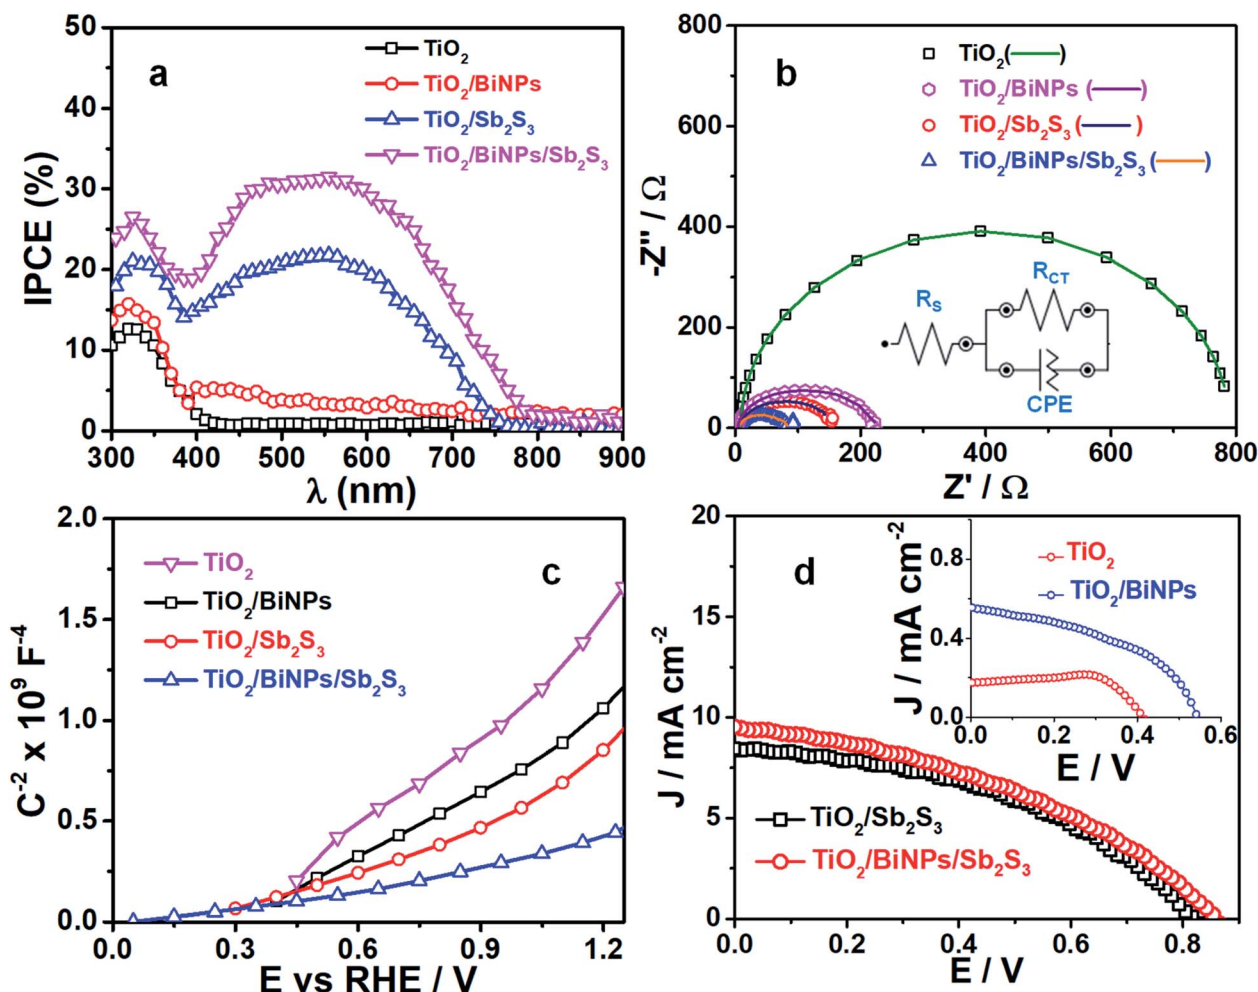 a
50
40
30
20
10
0
IPCE (%)
TiO₂
TiO₂/BiNPs
TiO₂/Sb₂S₃
TiO₂/BiNPs/Sb₂S₃
300 400 500 600 700 800 900
λ (nm)
b
800
600
400
200
0
-Z'' / Ω
TiO₂( )
TiO₂/BiNPs ( )
TiO₂/Sb₂S₃ ( )
TiO₂/BiNPs/Sb₂S₃ ( )
R_S
R_CT
CPE
0 200 400 600 800
Z' / Ω
c
2.0
1.5
1.0
0.5
0.0
C⁻² x 10⁹ F⁻⁴
TiO₂
TiO₂/BiNPs
TiO₂/Sb₂S₃
TiO₂/BiNPs/Sb₂S₃
0.0 0.3 0.6 0.9 1.2
E vs RHE / V
d
20
15
10
5
0
J / mA cm⁻²
0.8
0.4
0.0
J / mA cm⁻²
TiO₂
TiO₂/BiNPs
0.0 0.2 0.4 0.6
E / V
TiO₂/Sb₂S₃
TiO₂/BiNPs/Sb₂S₃
0.0 0.2 0.4 0.6 0.8
E / V